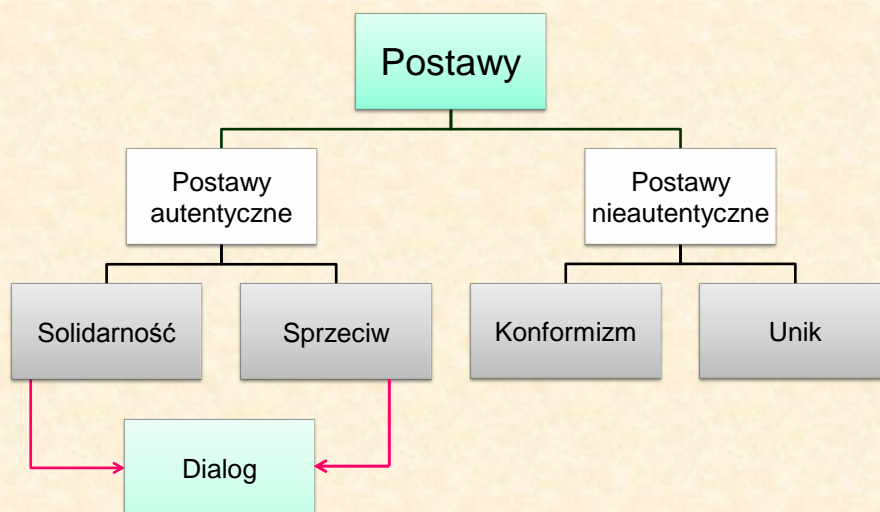 Postawy
Postawy
autentyczne
Postawy
nieautentyczne
Solidarność
Sprzeciw
Konformizm
Unik
Dialog